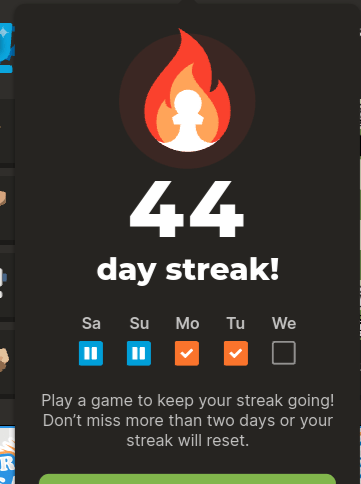 44
day streak!
Sa Su Mo Tu We
Play a game to keep your streak going!
Don't miss more than two days or your
streak will reset.